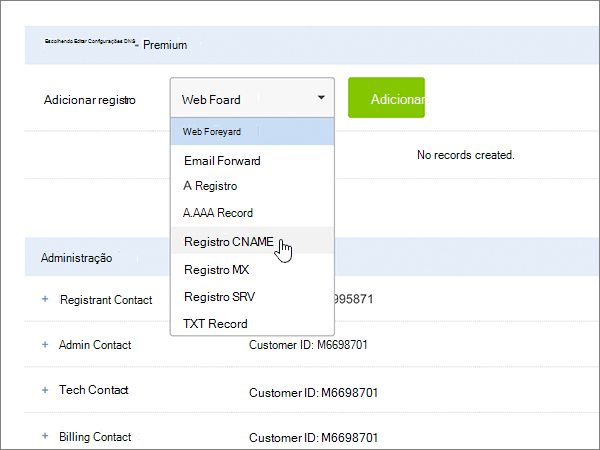 Escolhendo Editar Configurações DNS - Premium
Adicionar registro
Web Foard
Adicionar
Web Foreyard
No records created.
Email Forward
A Registro
A.AAA Record
Registro CNAME
Administração
Registro MX
Registrant Contact
Registro SRV
995871
TXT Record
Admin Contact
Customer ID: M6698701
Tech Contact
Customer ID: M6698701
Billing Contact
Customer ID: M6698701